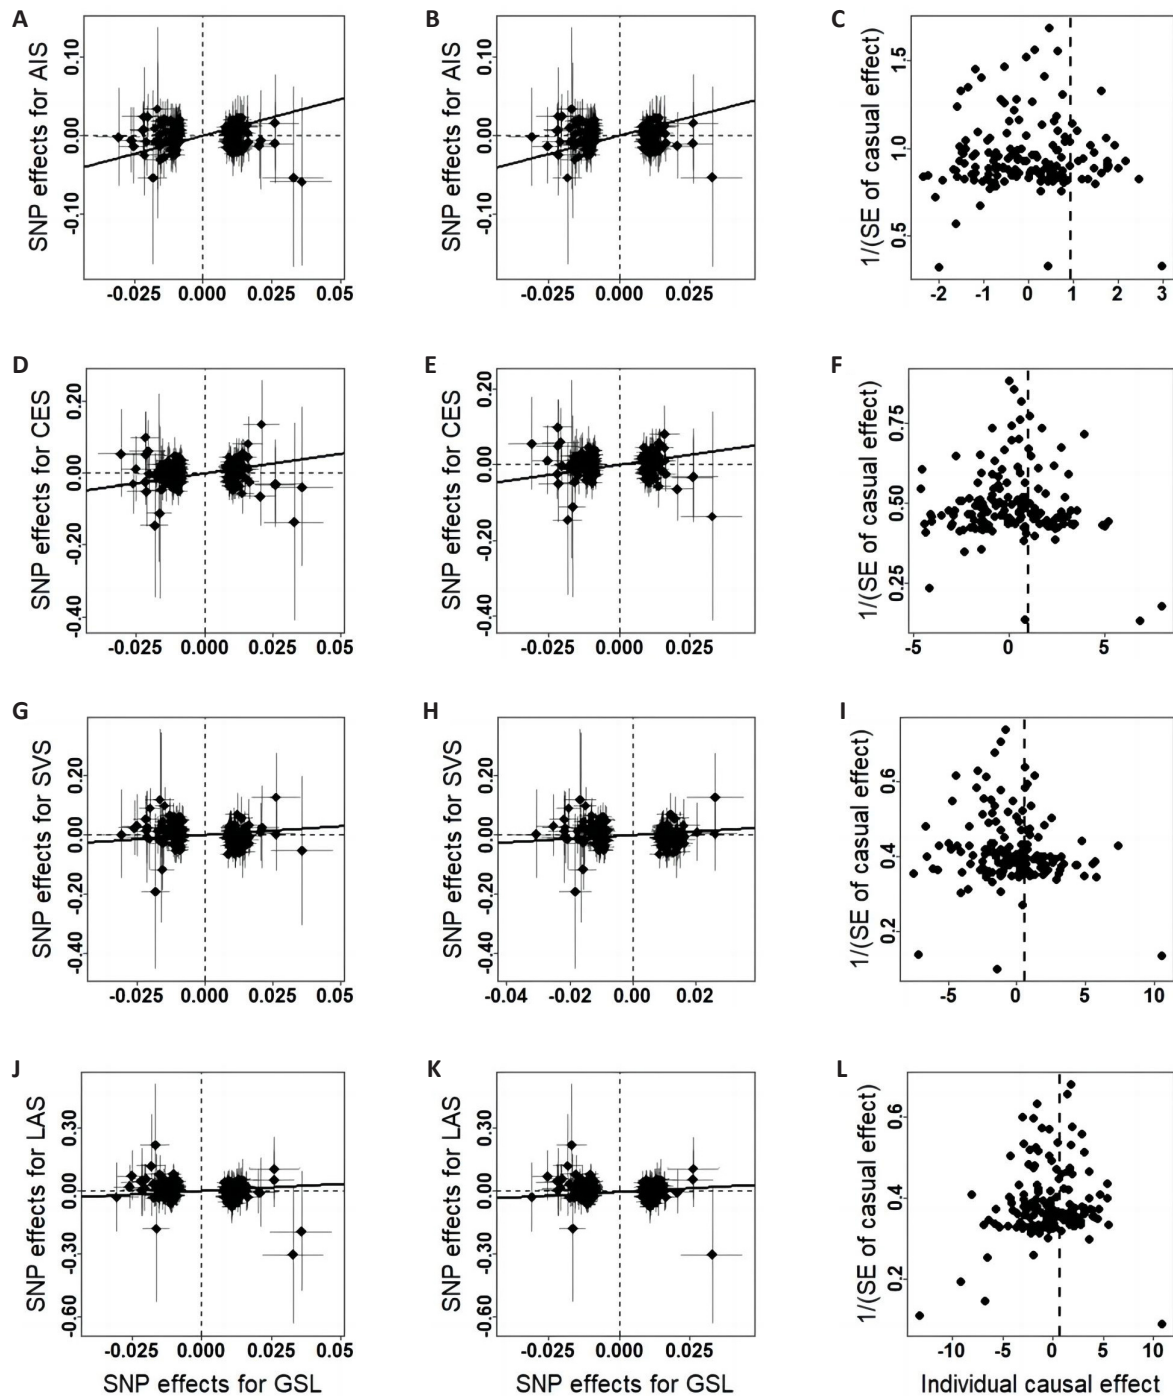 A
B
C
SNP effects for AIS
0.10
0.00
-0.10
-0.025 0.000 0.025 0.05
SNP effects for AIS
0.10
0.00
-0.10
-0.025 0.000 0.025
1/(SE of casual effect)
1.5
1.0
0.5
-2 -1 0 1 2 3
D
E
F
SNP effects for CES
0.20
0.00
-0.20
-0.40
-0.025 0.000 0.025 0.05
SNP effects for CES
0.20
0.00
-0.20
-0.40
-0.025 0.000 0.025
1/(SE of casual effect)
0.75
0.50
0.25
-5 0 5
G
H
I
SNP effects for SVS
0.20
0.00
-0.20
-0.40
-0.025 0.000 0.025 0.05
SNP effects for SVS
0.20
0.00
-0.20
-0.40
-0.04 -0.02 0.00 0.02
1/(SE of casual effect)
0.6
0.4
0.2
-5 0 5 10
J
K
L
SNP effects for LAS
0.30
0.00
-0.30
-0.60
-0.025 0.000 0.025 0.05
SNP effects for GSL
SNP effects for LAS
0.30
0.00
-0.30
-0.60
-0.025 0.000 0.025
SNP effects for GSL
1/(SE of casual effect)
0.6
0.4
0.2
-10 -5 0 5 10
Individual causal effect